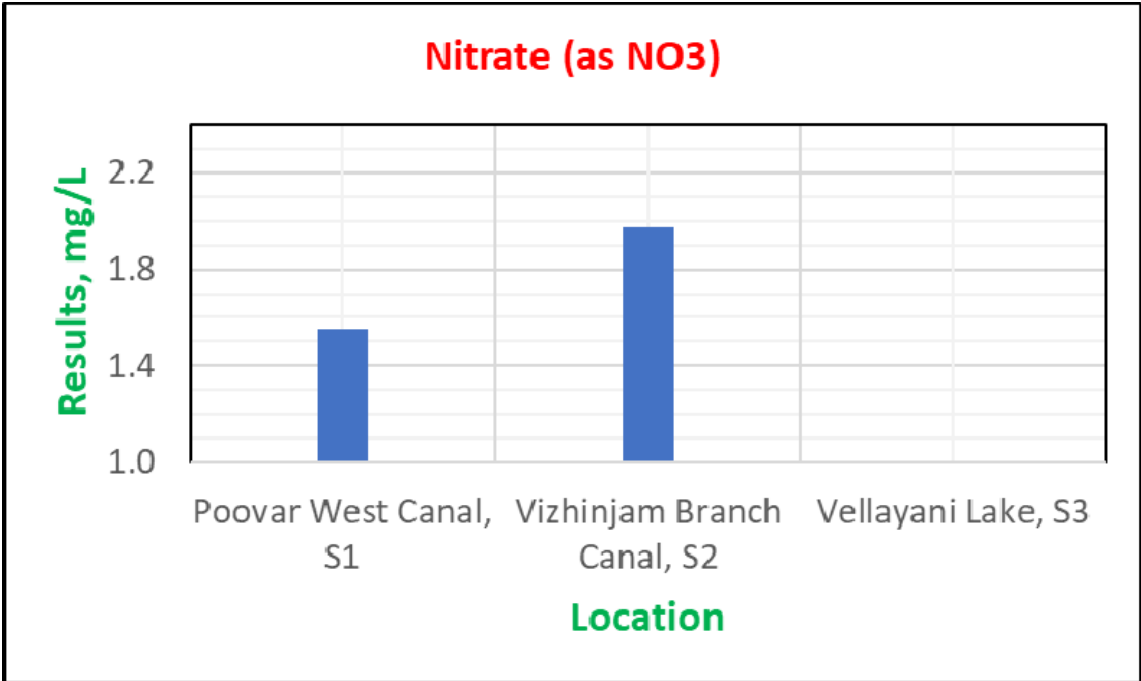 Nitrate (as NO3)
Results, mg/L
2.2
1.8
1.4
1.0
Poovar West Canal,
S1
Vizhinjam Branch
Canal, S2
Vellayani Lake, S3
Location